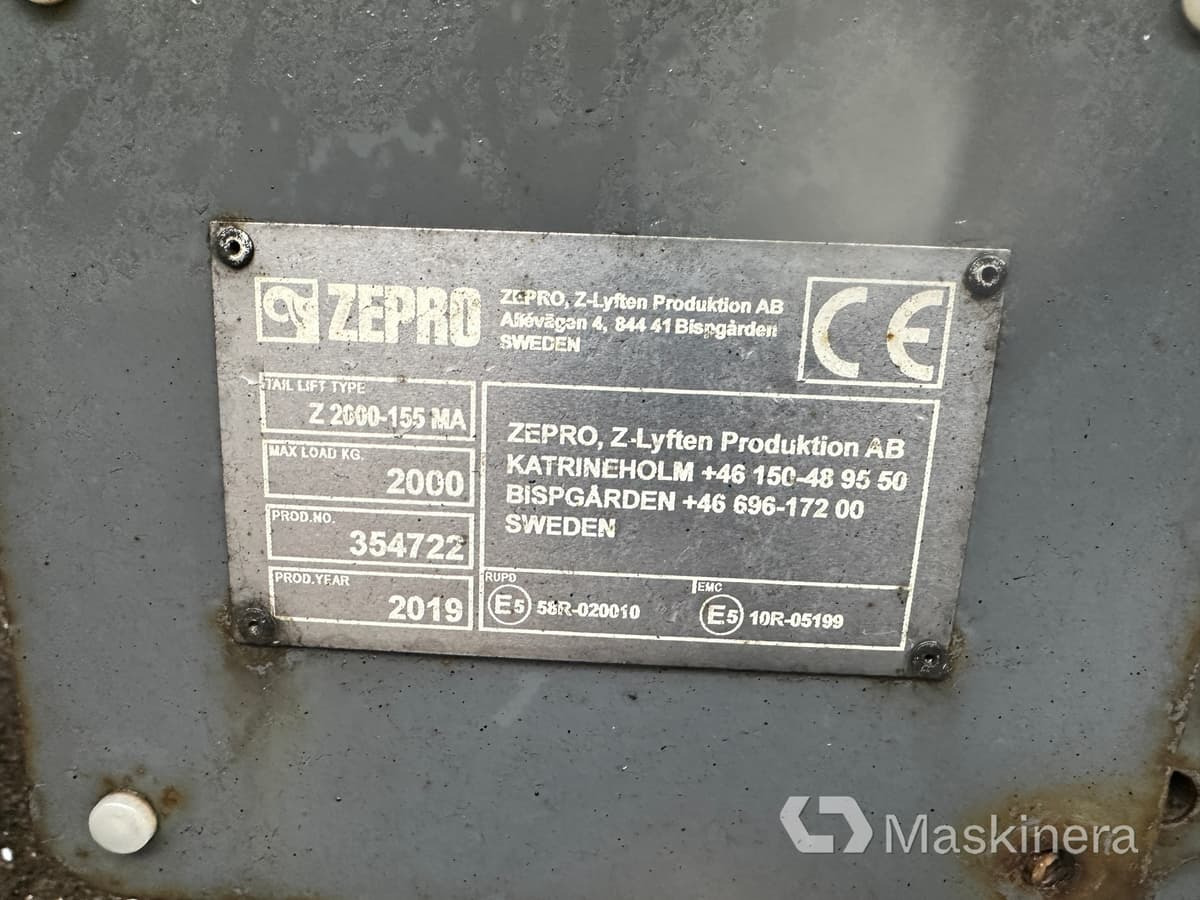 ZEPRO
ZEPRO, Z-Lyften Produktion AB
Allévägen 4, 844 41 Bispgården
SWEDEN
CE
TAIL LIFT TYPE
Z 2000-155 MA
MAX LOAD KG.
2000
PROD.NO.
354722
PROD.YEAR
2019
ZEPRO, Z-Lyften Produktion AB
KATRINEHOLM +46 150-48 95 50
BISPGÅRDEN +46 696-172 00
SWEDEN
RUPD
E5 58R-020010
EMC
E5 10R-05199
Maskinera